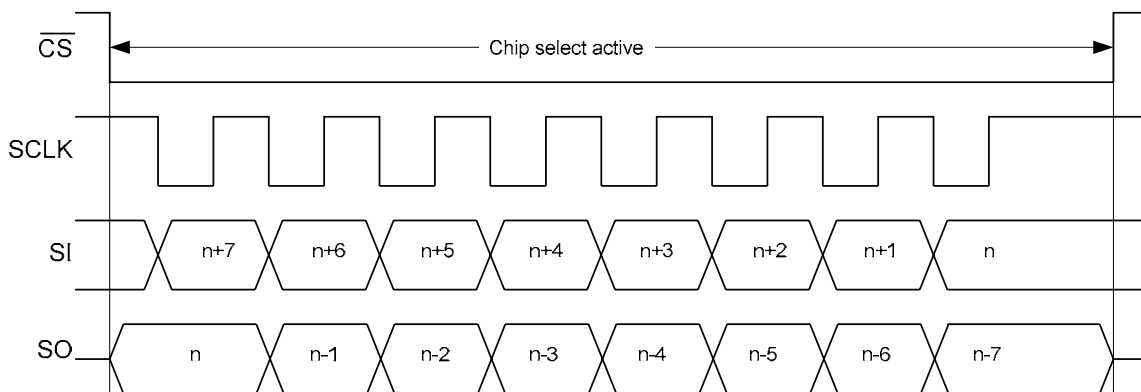 CS
Chip select active
SCLK
SI
n+7 n+6 n+5 n+4 n+3 n+2 n+1 n
SO
n n-1 n-2 n-3 n-4 n-5 n-6 n-7